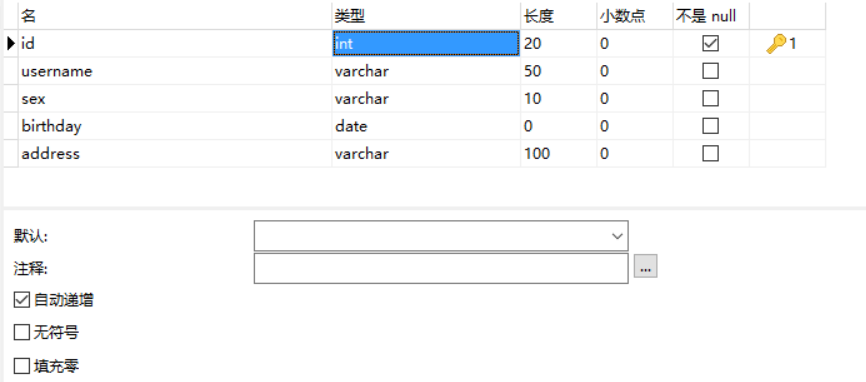 名 类型 长度 小数点 不是 null
id int 20 0 1
username varchar 50 0
sex varchar 10 0
birthday date 0 0
address varchar 100 0
默认:
注释: ...
自动递增
无符号
填充零